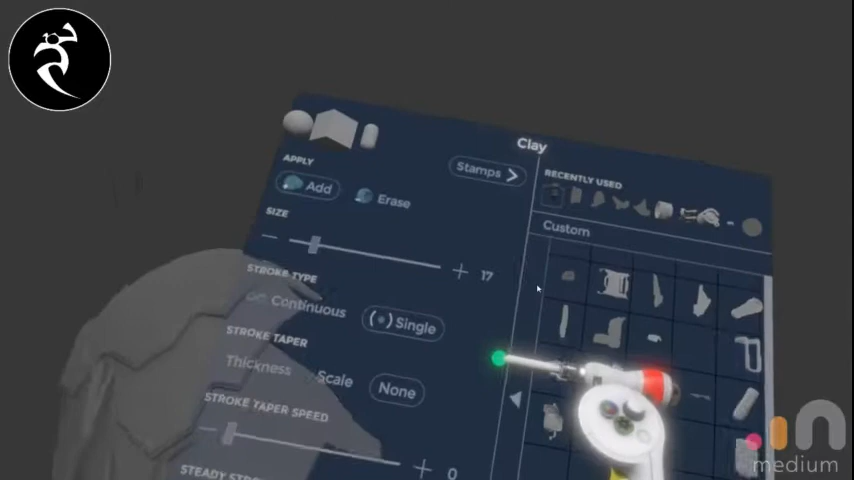 Clay
APPLY
Stamps
Add
Erase
SIZE
17
STROKE TYPE
Continuous
Single
STROKE TAPER
Thickness
Scale
None
STROKE TAPER SPEED
0
RECENTLY USED
Custom
medium